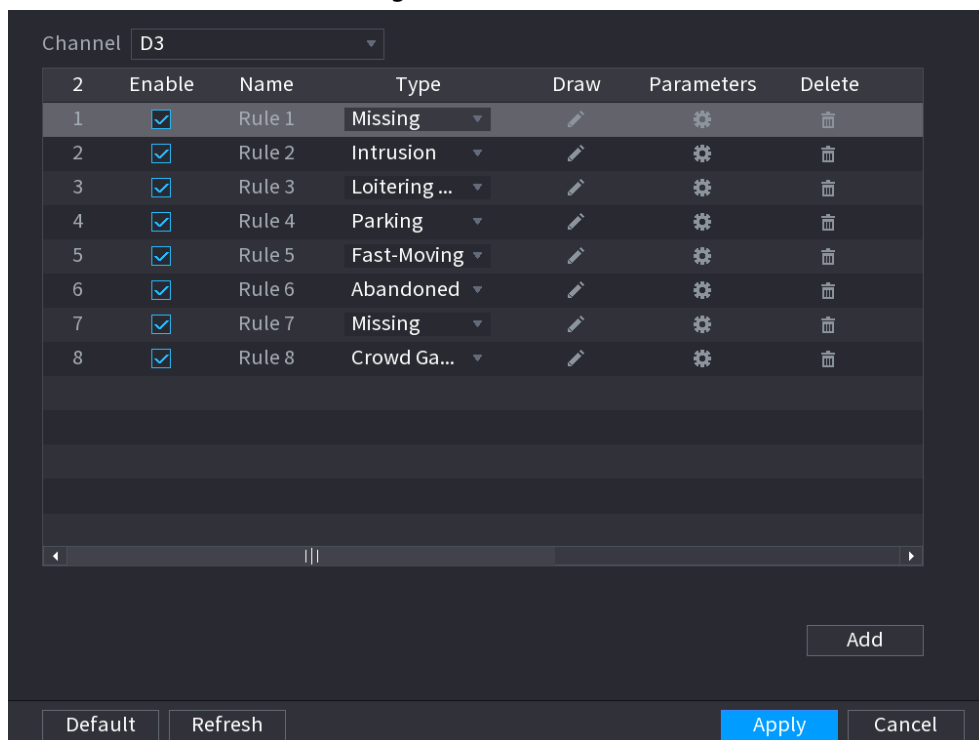 Channel D3
2 Enable Name Type Draw Parameters Delete
1 Rule 1 Missing
2 Rule 2 Intrusion
3 Rule 3 Loitering ...
4 Rule 4 Parking
5 Rule 5 Fast-Moving
6 Rule 6 Abandoned
7 Rule 7 Missing
8 Rule 8 Crowd Ga...
Add
Default Refresh Apply Cancel